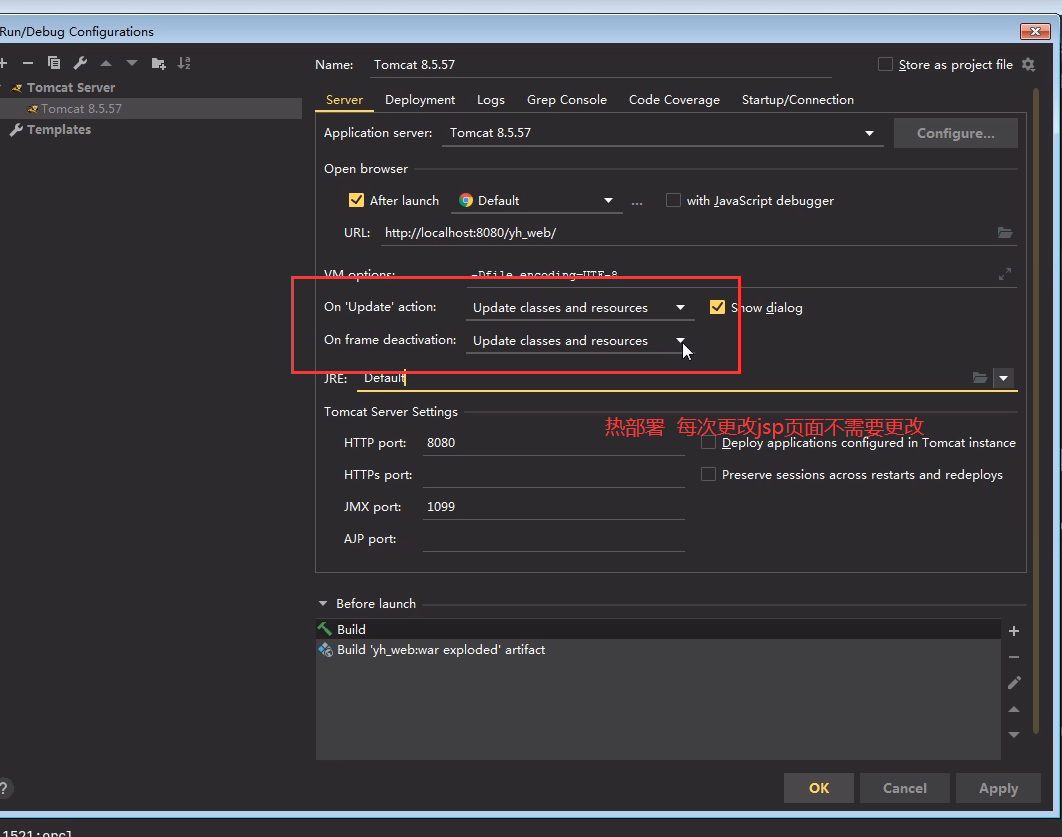 Run/Debug Configurations
Name: Tomcat 8.5.57 Store as project file
Tomcat Server
Tomcat 8.5.57
Templates
Server Deployment Logs Grep Console Code Coverage Startup/Connection
Application server: Tomcat 8.5.57 Configure...
Open browser
After launch Default ... with JavaScript debugger
URL: http://localhost:8080/yh_web/
VM options: -Dfile.encoding=UTF-8
On 'Update' action: Update classes and resources Show dialog
On frame deactivation: Update classes and resources
JRE: Default
Tomcat Server Settings
热部署 每次更改jsp页面不需要更改
HTTP port: 8080 Deploy applications configured in Tomcat instance
HTTPs port: Preserve sessions across restarts and redeploys
JMX port: 1099
AJP port:
Before launch
Build
Build 'yh_web:war exploded' artifact
? OK Cancel Apply
1521:orcl